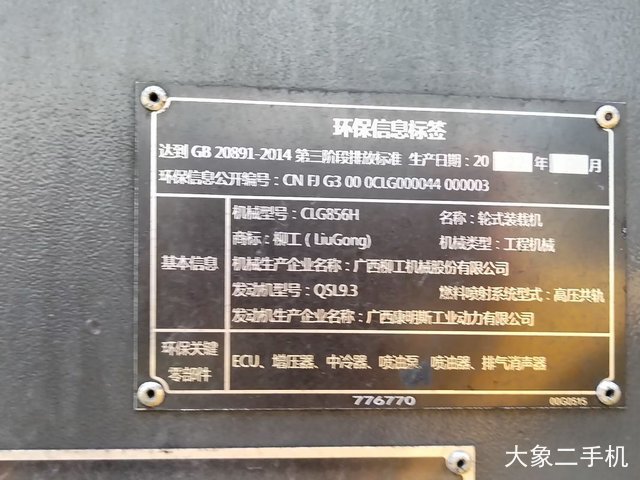 环保信息标签
达到 GB 20891-2014 第三阶段排放标准 生产日期：20 年 月
环保信息公开编号：CN FJ G3 00 0CLG000044 000003
基本信息
机械型号：CLG856H 名称：轮式装载机
商标：柳工（LiuGong) 机械类型：工程机械
机械生产企业名称：广西柳工机械股份有限公司
发动机型号：QSL9.3 燃料喷射系统型式：高压共轨
发动机生产企业名称：广西康明斯工业动力有限公司
环保关键
零部件
ECU、增压器、中冷器、喷油泵、喷油器、排气消声器
776770 00G0515
大象二手机